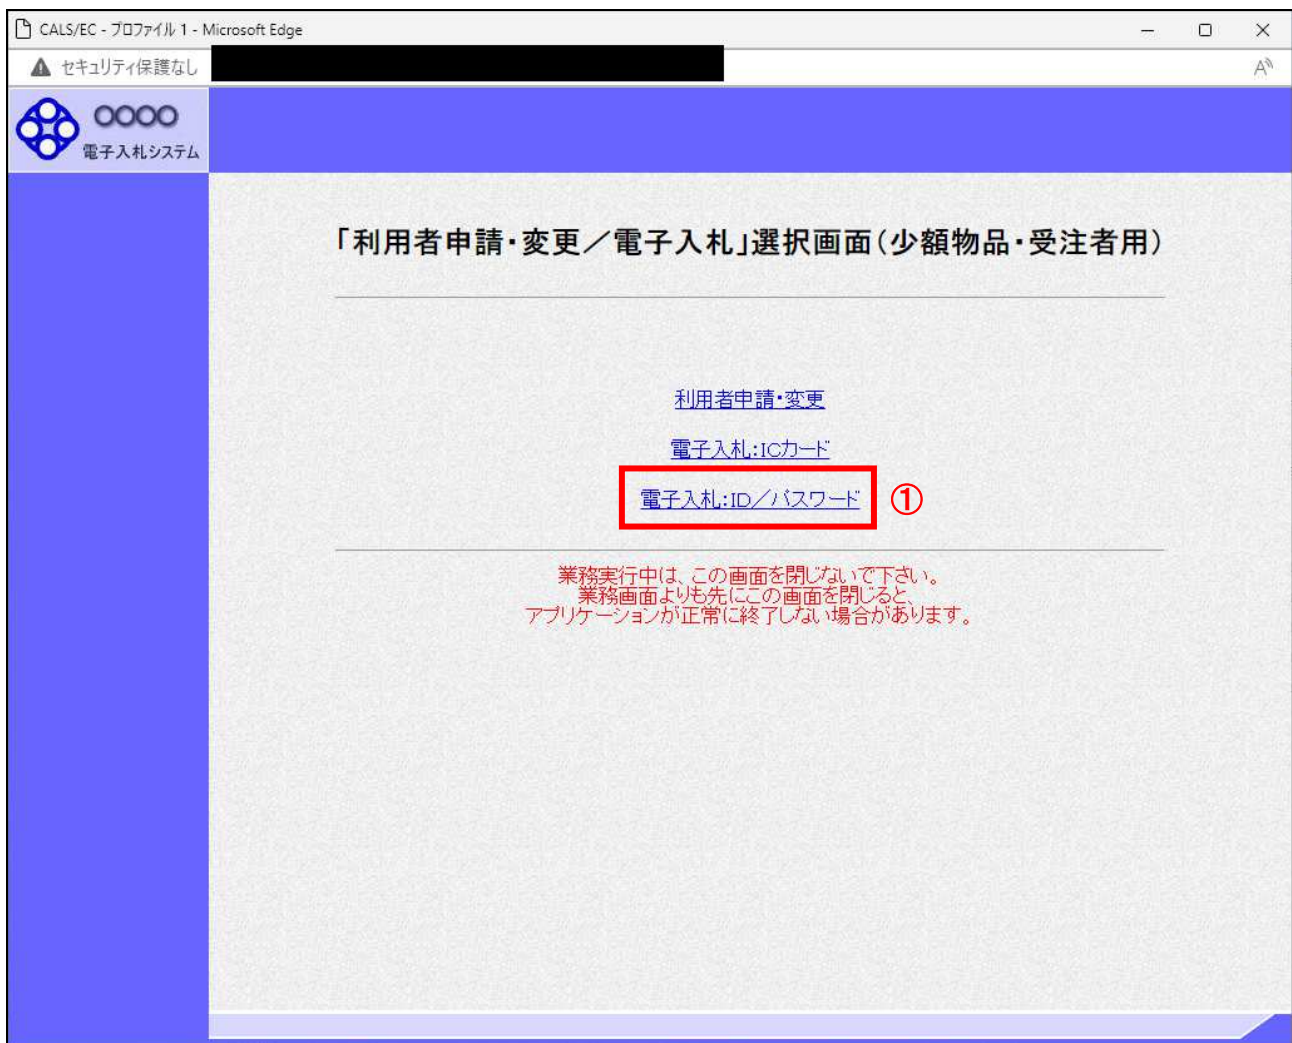 CALS/EC - プロファイル 1 - Microsoft Edge
セキュリティ保護なし
〇〇〇〇
電子入札システム
「利用者申請・変更／電子入札」選択画面（少額物品・受注者用）
利用者申請・変更
電子入札：ICカード
電子入札：ID／パスワード
①
業務実行中は、この画面を閉じないで下さい。
業務画面よりも先にこの画面を閉じると、
アプリケーションが正常に終了しない場合があります。